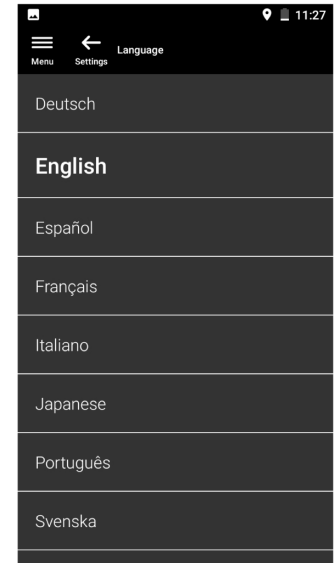 11:27
Menu
Settings
Language
Deutsch
English
Español
Français
Italiano
Japanese
Português
Svenska